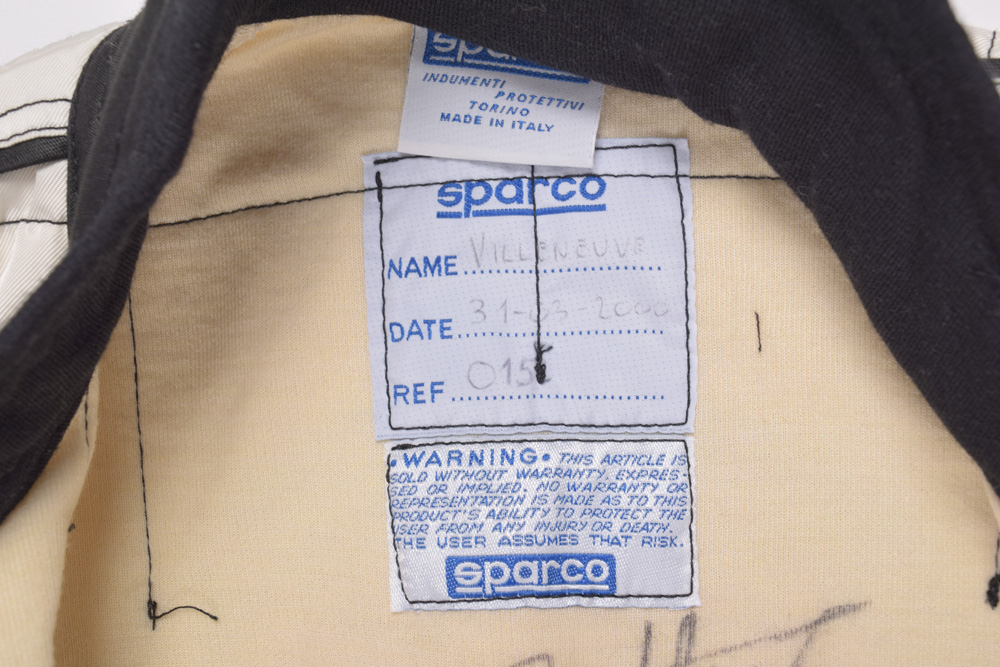 sparco
INDUMENTI
PROTETTIVI
TORINO
MADE IN ITALY
sparco
NAME VILLENEUVE
DATE 31-03-2000
REF
•WARNING• THIS ARTICLE IS
SOLD WITHOUT WARRANTY, EXPRES-
SED OR IMPLIED. NO WARRANTY OR
REPRESENTATION IS MADE AS TO THIS
PRODUCT'S ABILITY TO PROTECT THE
USER FROM ANY INJURY OR DEATH.
THE USER ASSUMES THAT RISK.
sparco